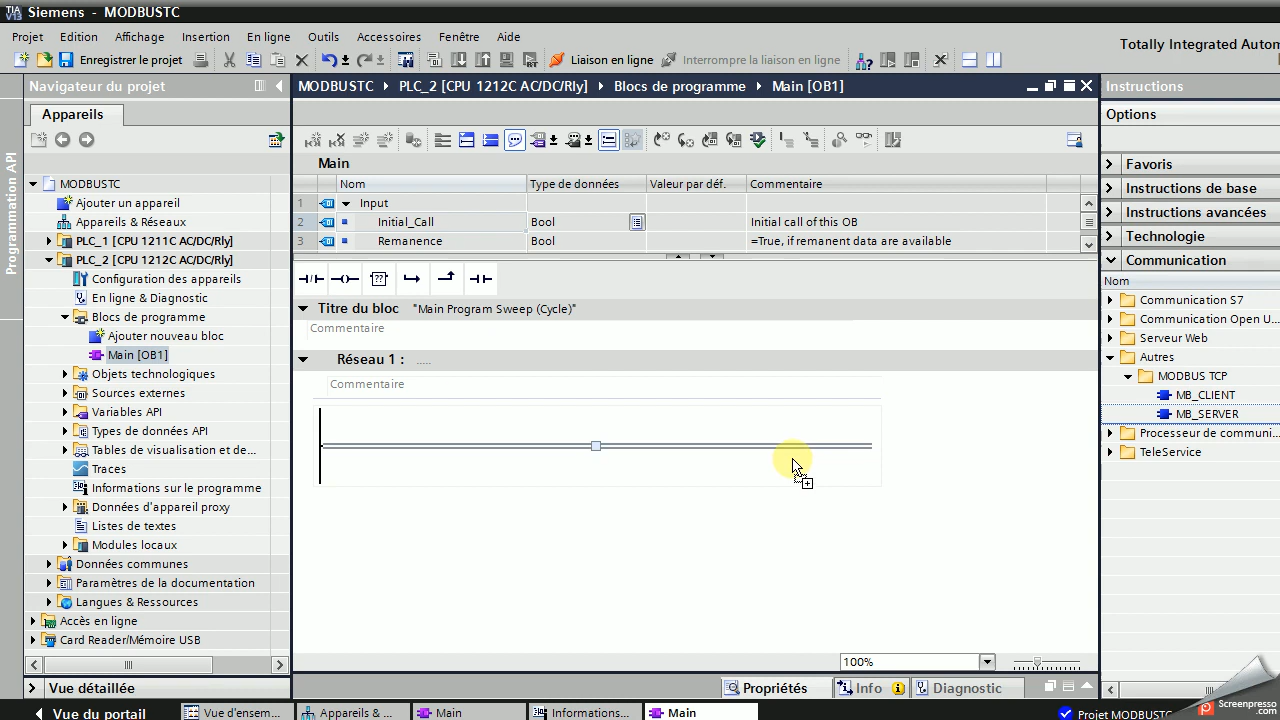 TIA V13 Siemens - MODBUSTC
Projet Edition Affichage Insertion En ligne Outils Accessoires Fenêtre Aide
Totally Integrated Autom
Enregistrer le projet Liaison en ligne Interrompre la liaison en ligne
Navigateur du projet
MODBUSTC PLC_2 [CPU 1212C AC/DC/Rly] Blocs de programme Main [OB1]
Instructions
Appareils
Options
Programmation API
Main
Favoris
Nom Type de données Valeur par déf. Commentaire
MODBUSTC
Instructions de base
1 Input
Ajouter un appareil
2 Initial_Call Bool Initial call of this OB
Instructions avancées
Appareils & Réseaux
3 Remanence Bool =True, if remanent data are available
Technologie
PLC_1 [CPU 1211C AC/DC/Rly]
PLC_2 [CPU 1212C AC/DC/Rly]
Communication
Configuration des appareils
??
Nom
En ligne & Diagnostic
Communication S7
Blocs de programme
Titre du bloc "Main Program Sweep (Cycle)"
Communication Open U...
Ajouter nouveau bloc
Commentaire
Serveur Web
Main [OB1]
Réseau 1 : .....
Autres
Objets technologiques
Commentaire
MODBUS TCP
Sources externes
MB_CLIENT
Variables API
MB_SERVER
Types de données API
Processeur de communi...
Tables de visualisation et de...
TeleService
Traces
Informations sur le programme
Données d'appareil proxy
Listes de textes
Modules locaux
Données communes
Paramètres de la documentation
Langues & Ressources
Accès en ligne
Card Reader/Mémoire USB
100%
Vue détaillée
Propriétés Info Diagnostic
Vue du portail Vue d'ensem... Appareils & ... Main Informations... Main
Projet MODBUSTC
Screenpresso
.com